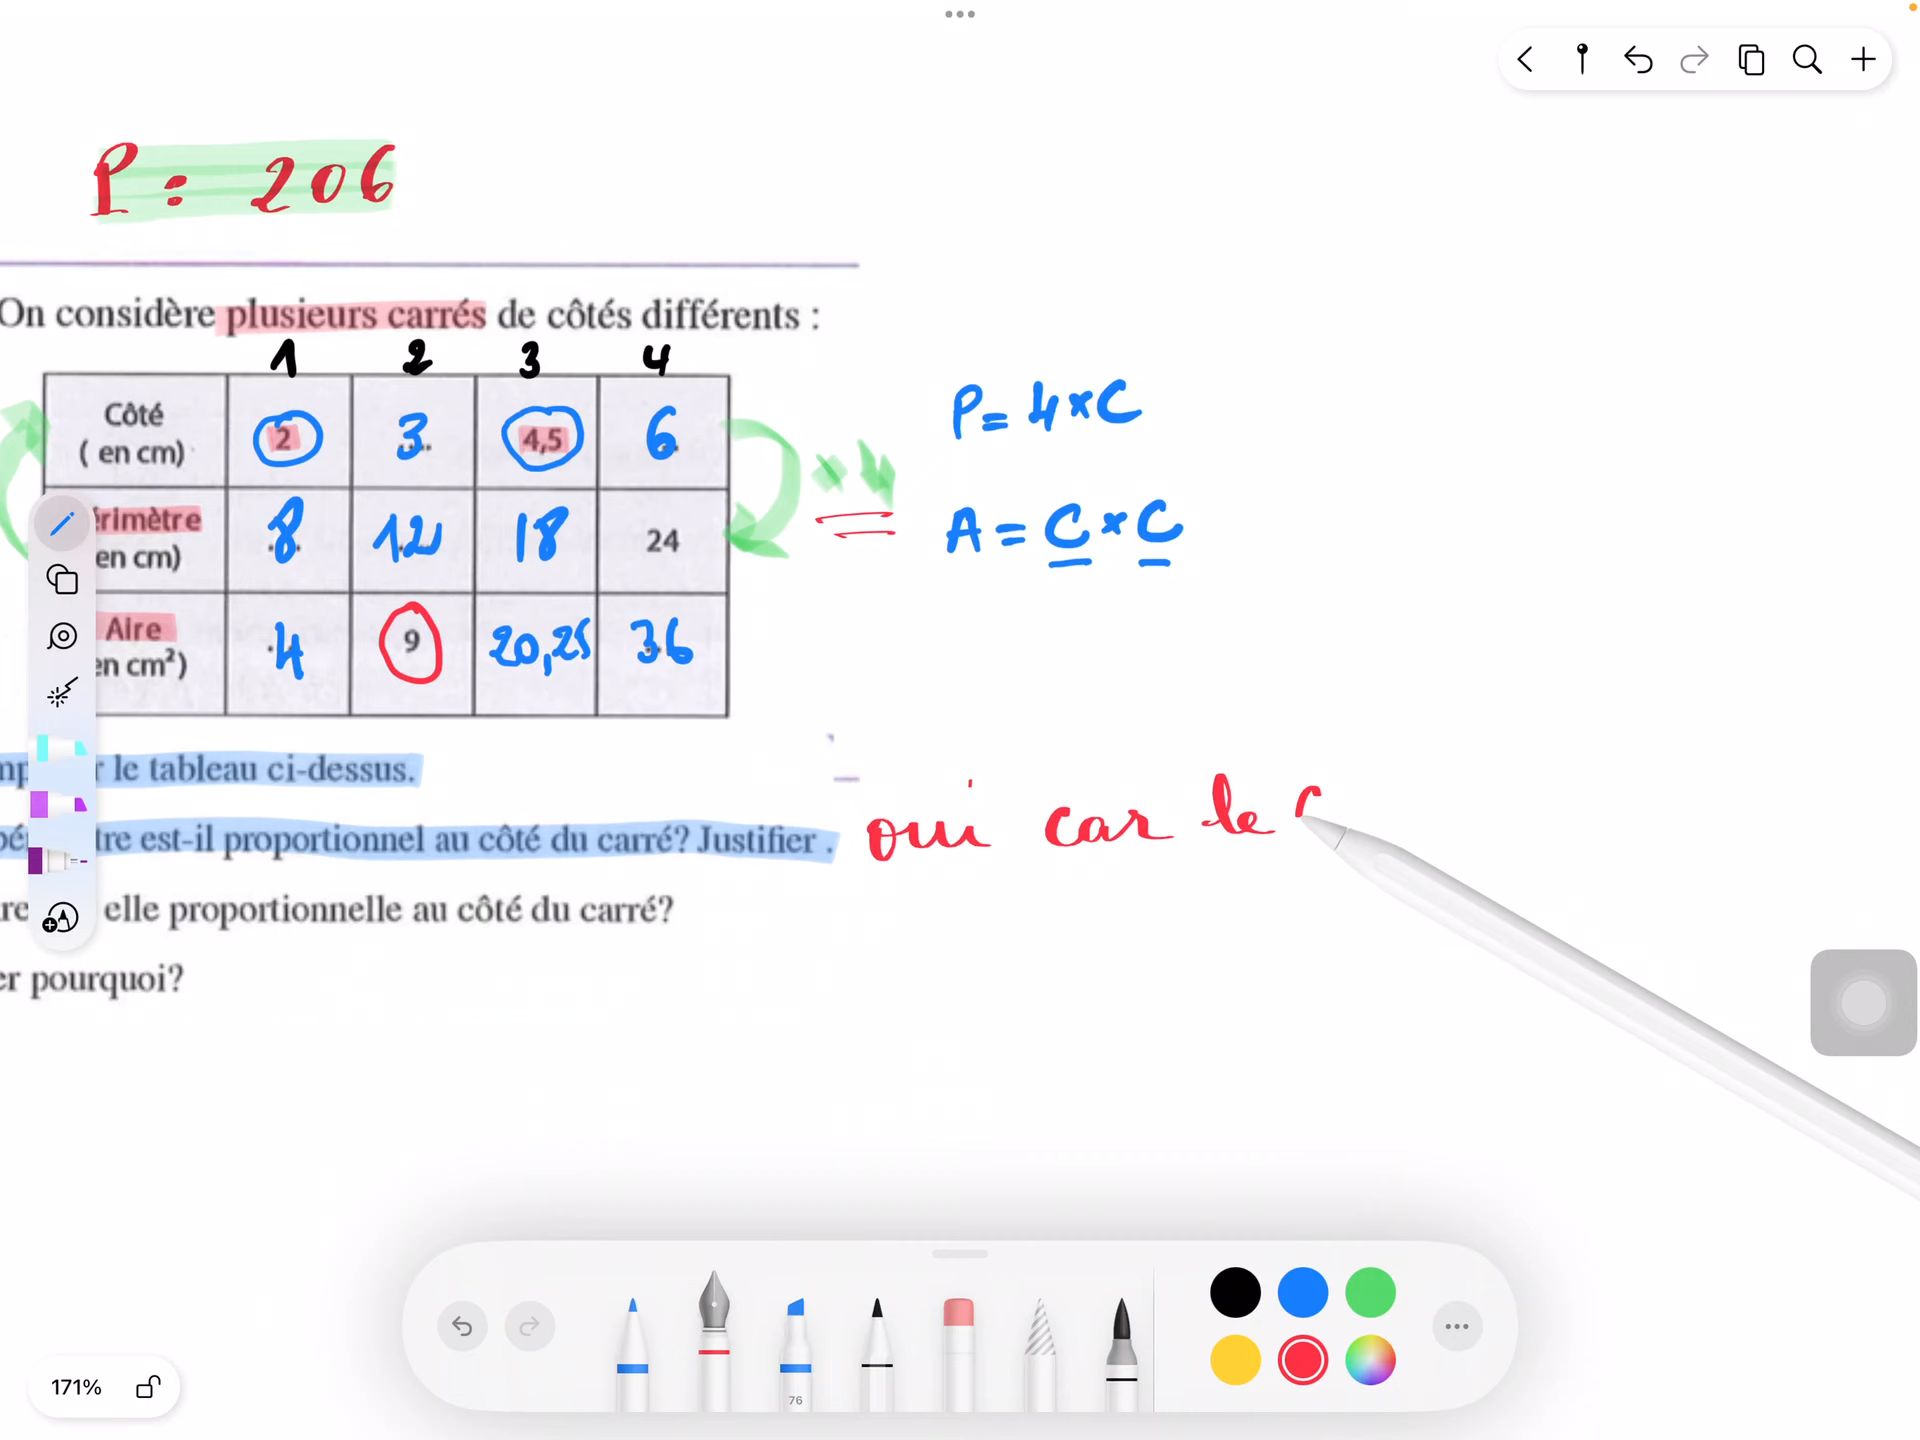 P: 206
On considère plusieurs carrés de côtés différents :
1 2 3 4
Côté
( en cm)
2 3 4,5 6
P = 4 × C
× 4
érimètre
en cm)
8 12 18 24
A = C × C
Aire
en cm²)
4 9 20,25 36
r le tableau ci-dessus.
tre est-il proportionnel au côté du carré? Justifier .
oui car le
elle proportionnelle au côté du carré?
er pourquoi?
76
171%